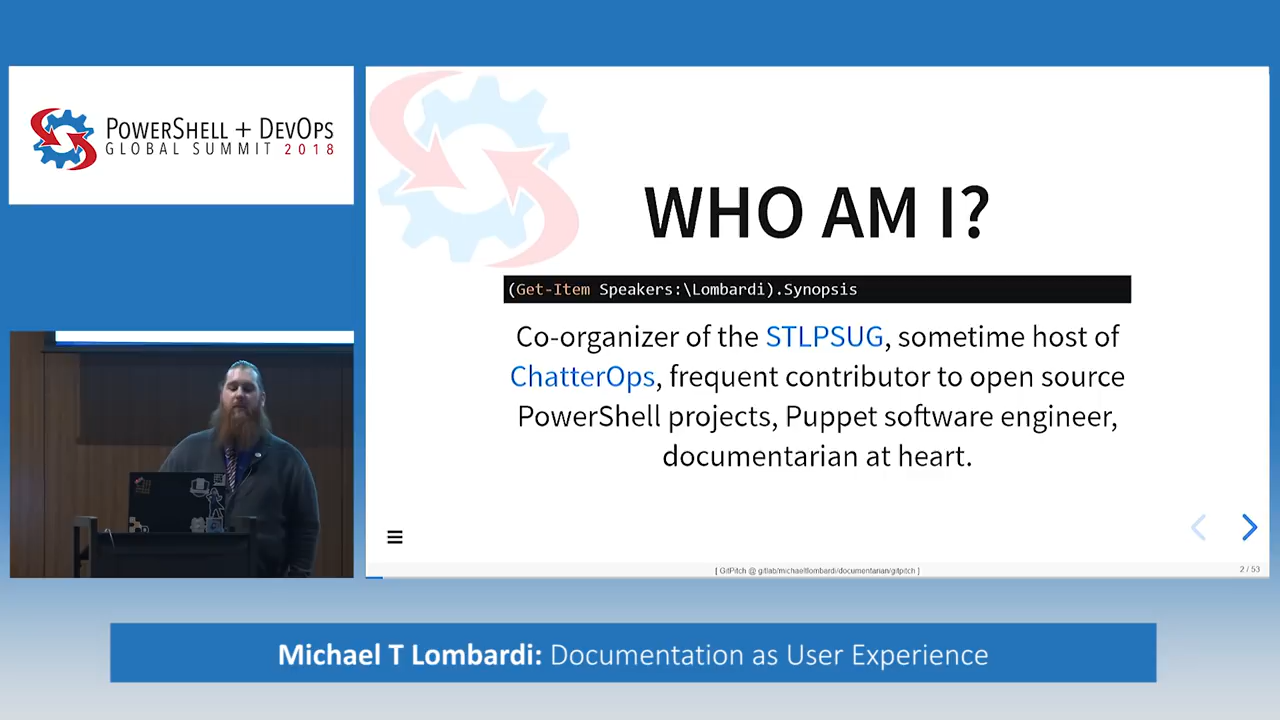 POWERSHELL + DEVOPS
GLOBAL SUMMIT 2018
WHO AM I?
(Get-Item Speakers:\Lombardi).Synopsis
Co-organizer of the STLPSUG, sometime host of
ChatterOps, frequent contributor to open source
PowerShell projects, Puppet software engineer,
documentarian at heart.
[ GitPitch @ gitlab/michaeltlombardi/documentarian/gitpitch ]
2 / 53
Michael T Lombardi: Documentation as User Experience